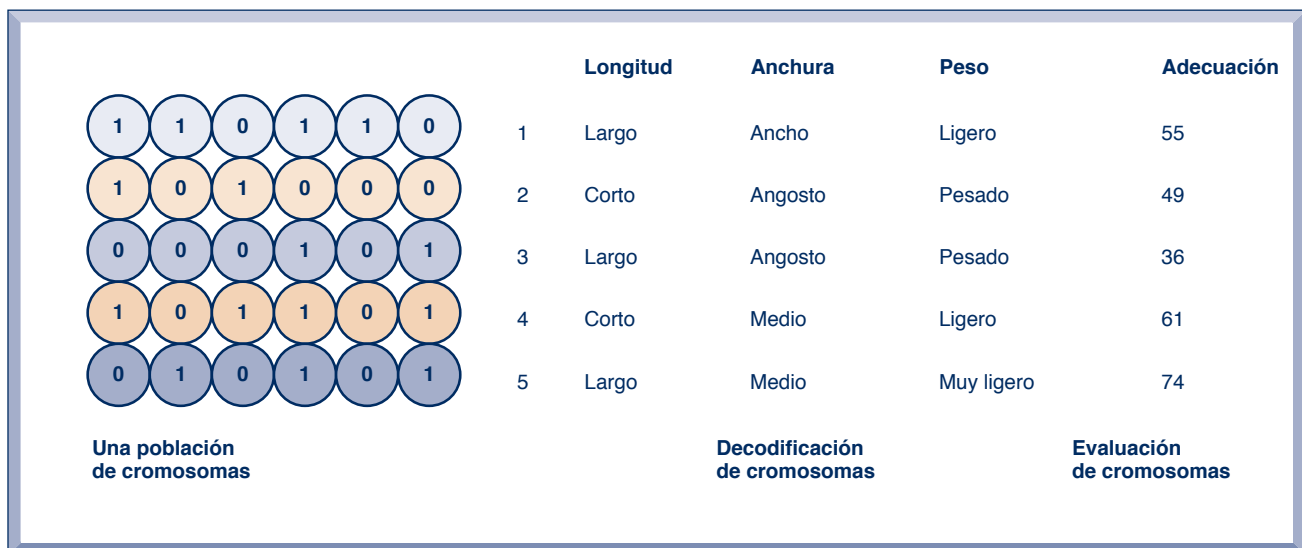 Longitud Anchura Peso Adecuación
1 1 0 1 1 0 1 Largo Ancho Ligero 55
1 0 1 0 0 0 2 Corto Angosto Pesado 49
0 0 0 1 0 1 3 Largo Angosto Pesado 36
1 0 1 1 0 1 4 Corto Medio Ligero 61
0 1 0 1 0 1 5 Largo Medio Muy ligero 74
Una población
de cromosomas
Decodificación
de cromosomas
Evaluación
de cromosomas